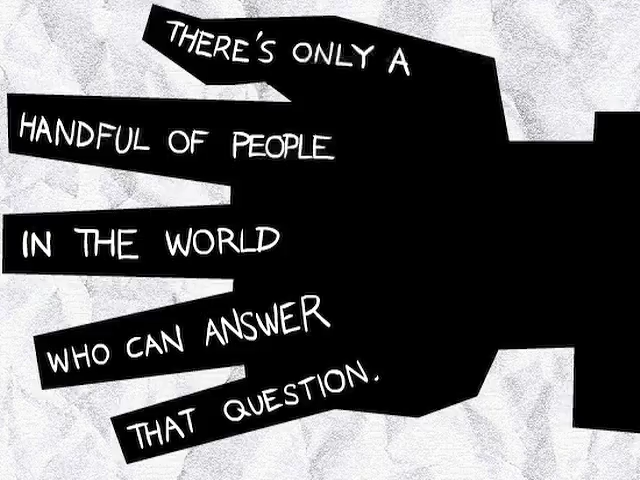 THERE'S ONLY A
HANDFUL OF PEOPLE
IN THE WORLD
WHO CAN ANSWER
THAT QUESTION.